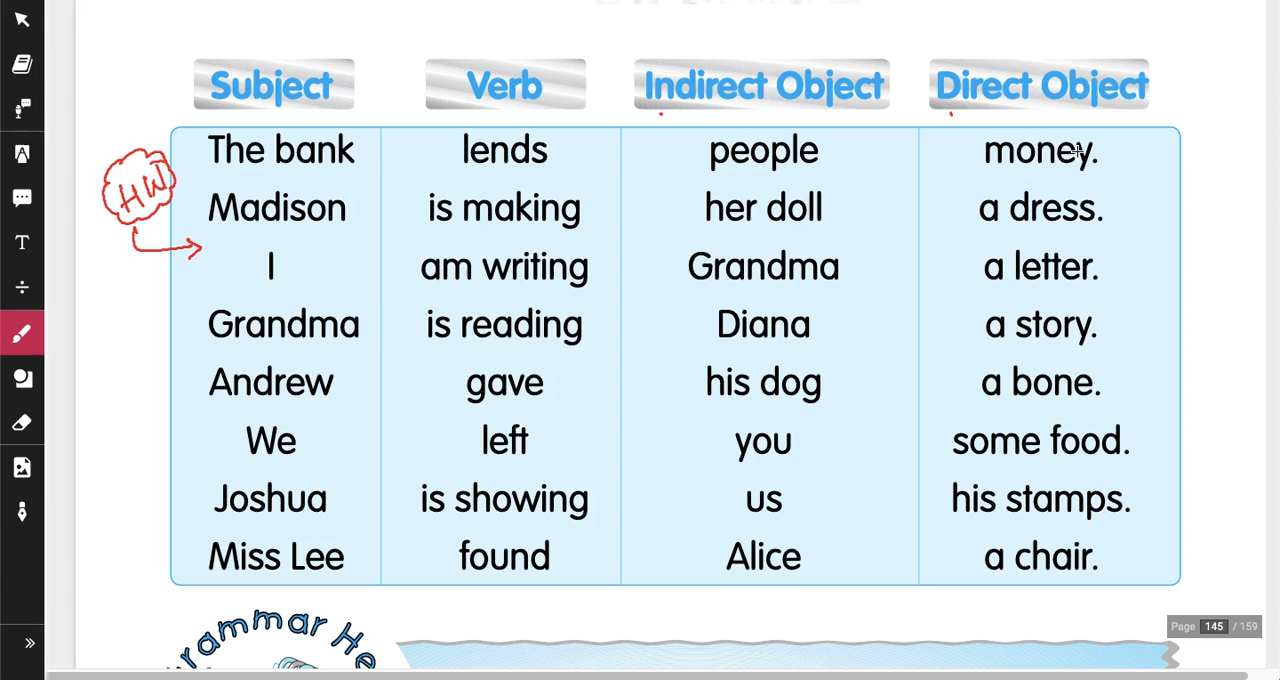 Subject Verb Indirect Object Direct Object
The bank lends people money.
HW
Madison is making her doll a dress.
I am writing Grandma a letter.
Grandma is reading Diana a story.
Andrew gave his dog a bone.
We left you some food.
Joshua is showing us his stamps.
Miss Lee found Alice a chair.
Page 145 / 159